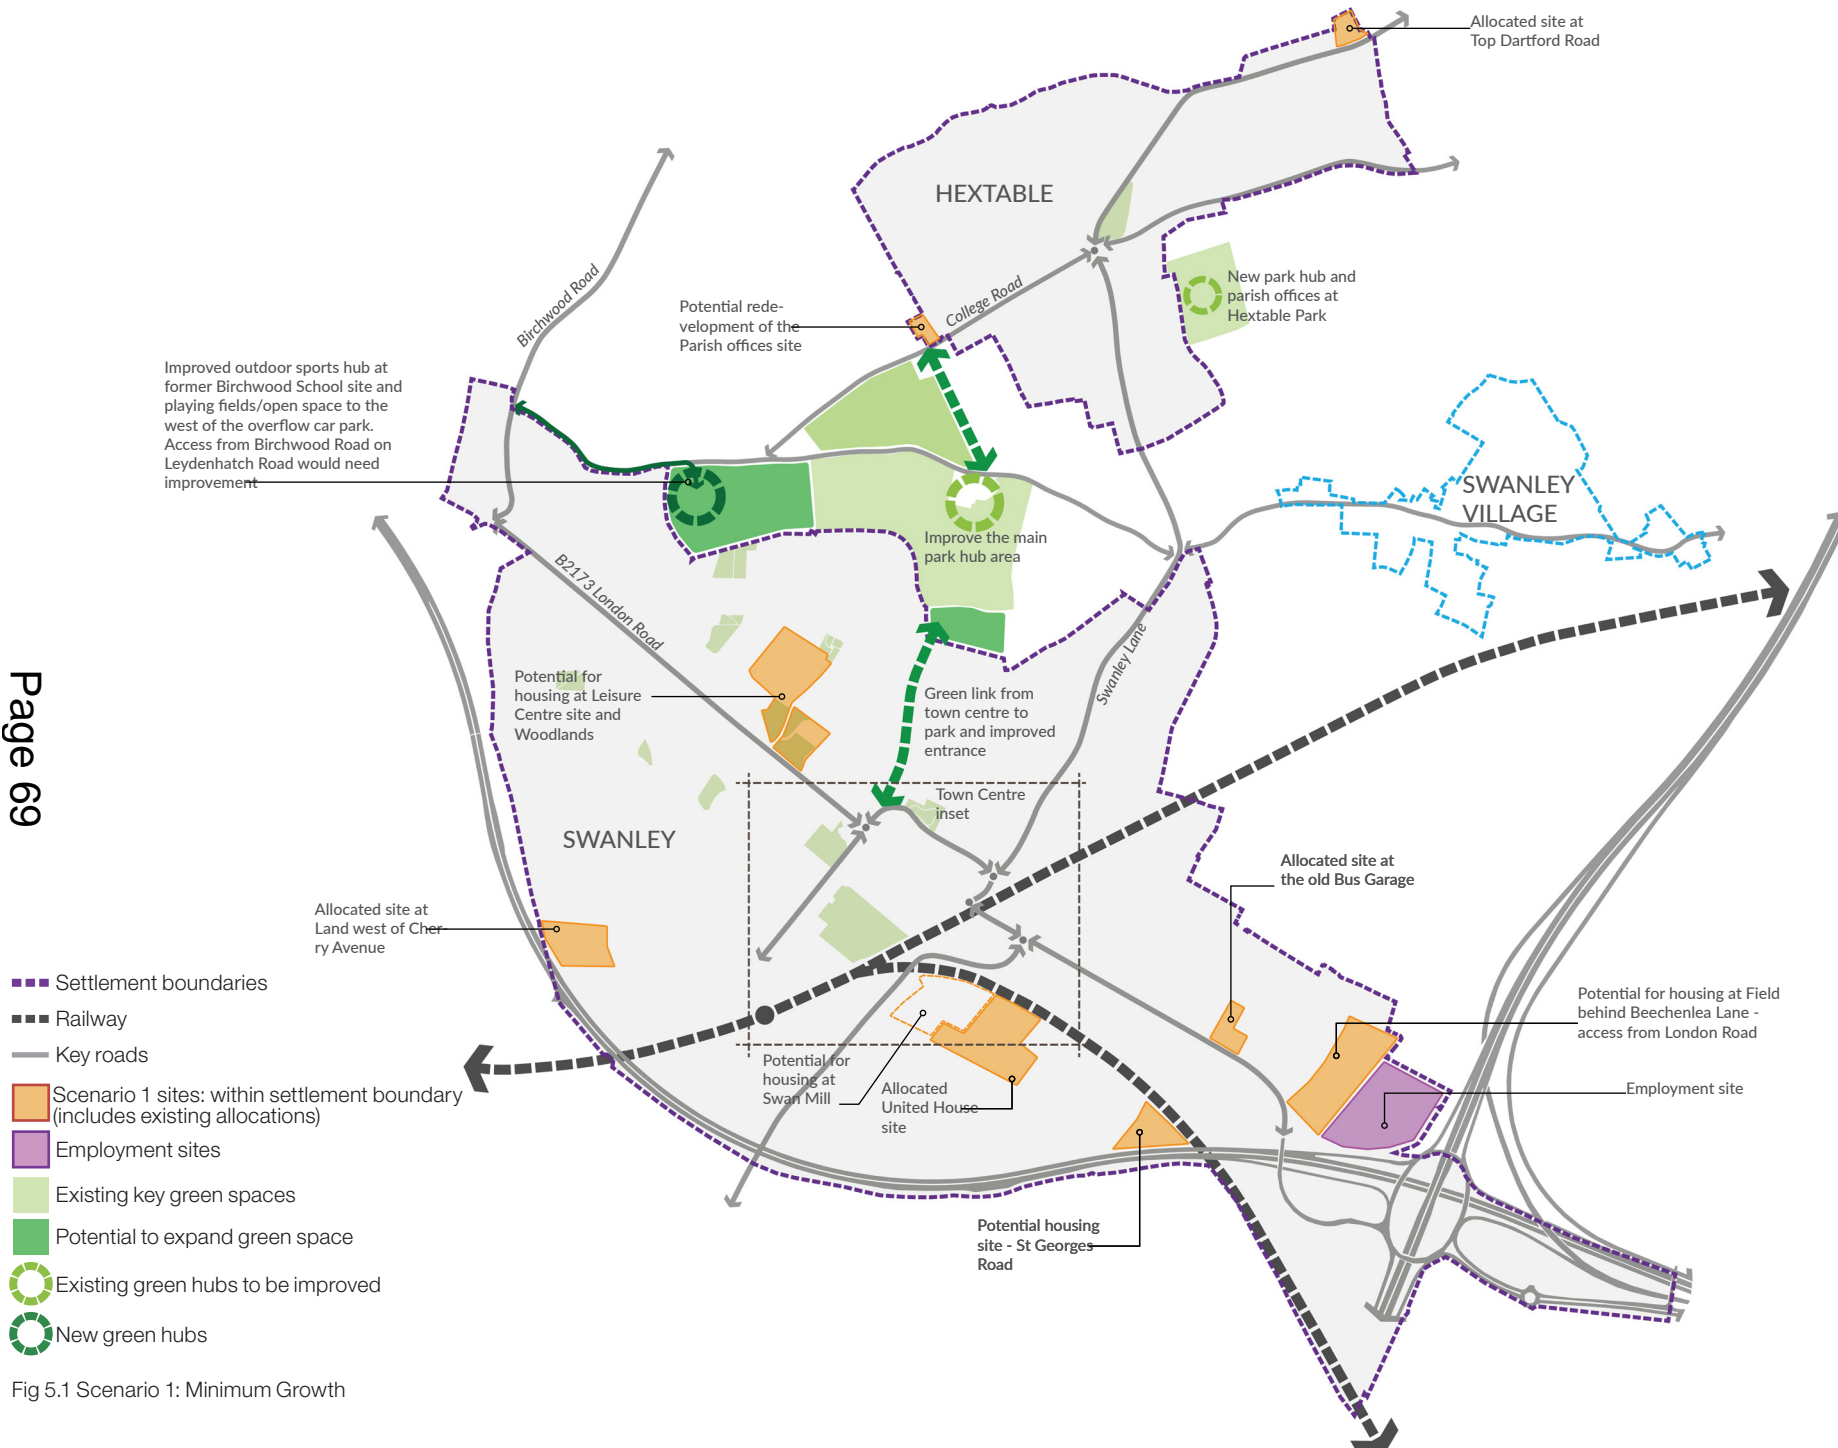 Allocated site at
Top Dartford Road
HEXTABLE
New park hub and
parish offices at
Hextable Park
College Road
Potential rede-
velopment of the
Parish offices site
Birchwood Road
Improved outdoor sports hub at
former Birchwood School site and
playing fields/open space to the
west of the overflow car park.
Access from Birchwood Road on
Leydenhatch Road would need
improvement
SWANLEY
VILLAGE
Improve the main
park hub area
B2173 London Road
Swanley Lane
Potential for
housing at Leisure
Centre site and
Woodlands
Green link from
town centre to
park and improved
entrance
Town Centre
inset
SWANLEY
Allocated site at
the old Bus Garage
Allocated site at
Land west of Cher-
ry Avenue
Potential for housing at Field
behind Beechenlea Lane -
access from London Road
Employment site
Potential for
housing at
Swan Mill
Allocated
United House
site
Potential housing
site - St Georges
Road
Page 69
Settlement boundaries
Railway
Key roads
Scenario 1 sites: within settlement boundary
(includes existing allocations)
Employment sites
Existing key green spaces
Potential to expand green space
Existing green hubs to be improved
New green hubs
Fig 5.1 Scenario 1: Minimum Growth